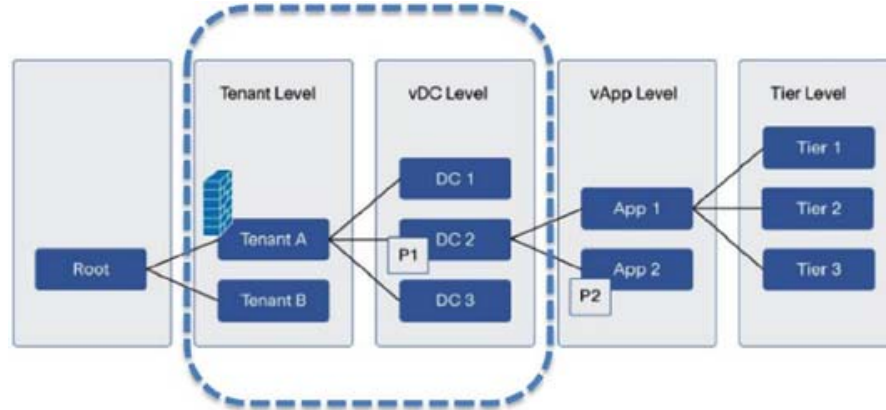 Tenant Level
vDC Level
vApp Level
Tier Level
Root
Tenant A
Tenant B
DC 1
DC 2
P1
DC 3
App 1
App 2
P2
Tier 1
Tier 2
Tier 3